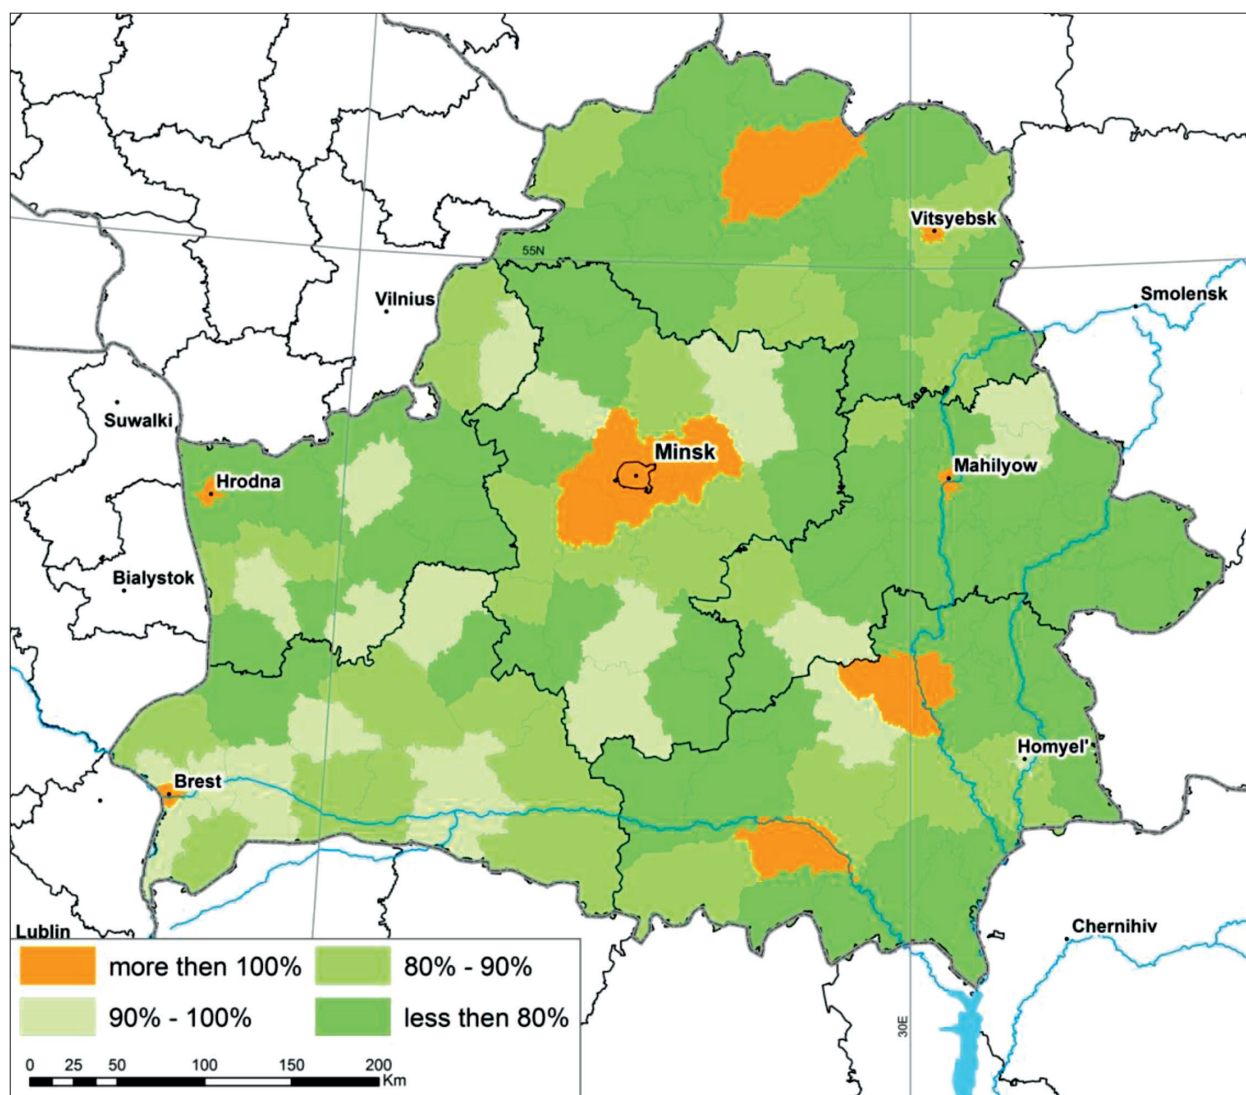 Vitsyebsk
55N
Smolensk
Vilnius
Suwalki
Minsk
Mahilyow
Hrodna
Bialystok
Homyel'
Brest
Chernihiv
Lublin
more then 100%
80% - 90%
90% - 100%
less then 80%
30E
0 25 50 100 150 200
Km